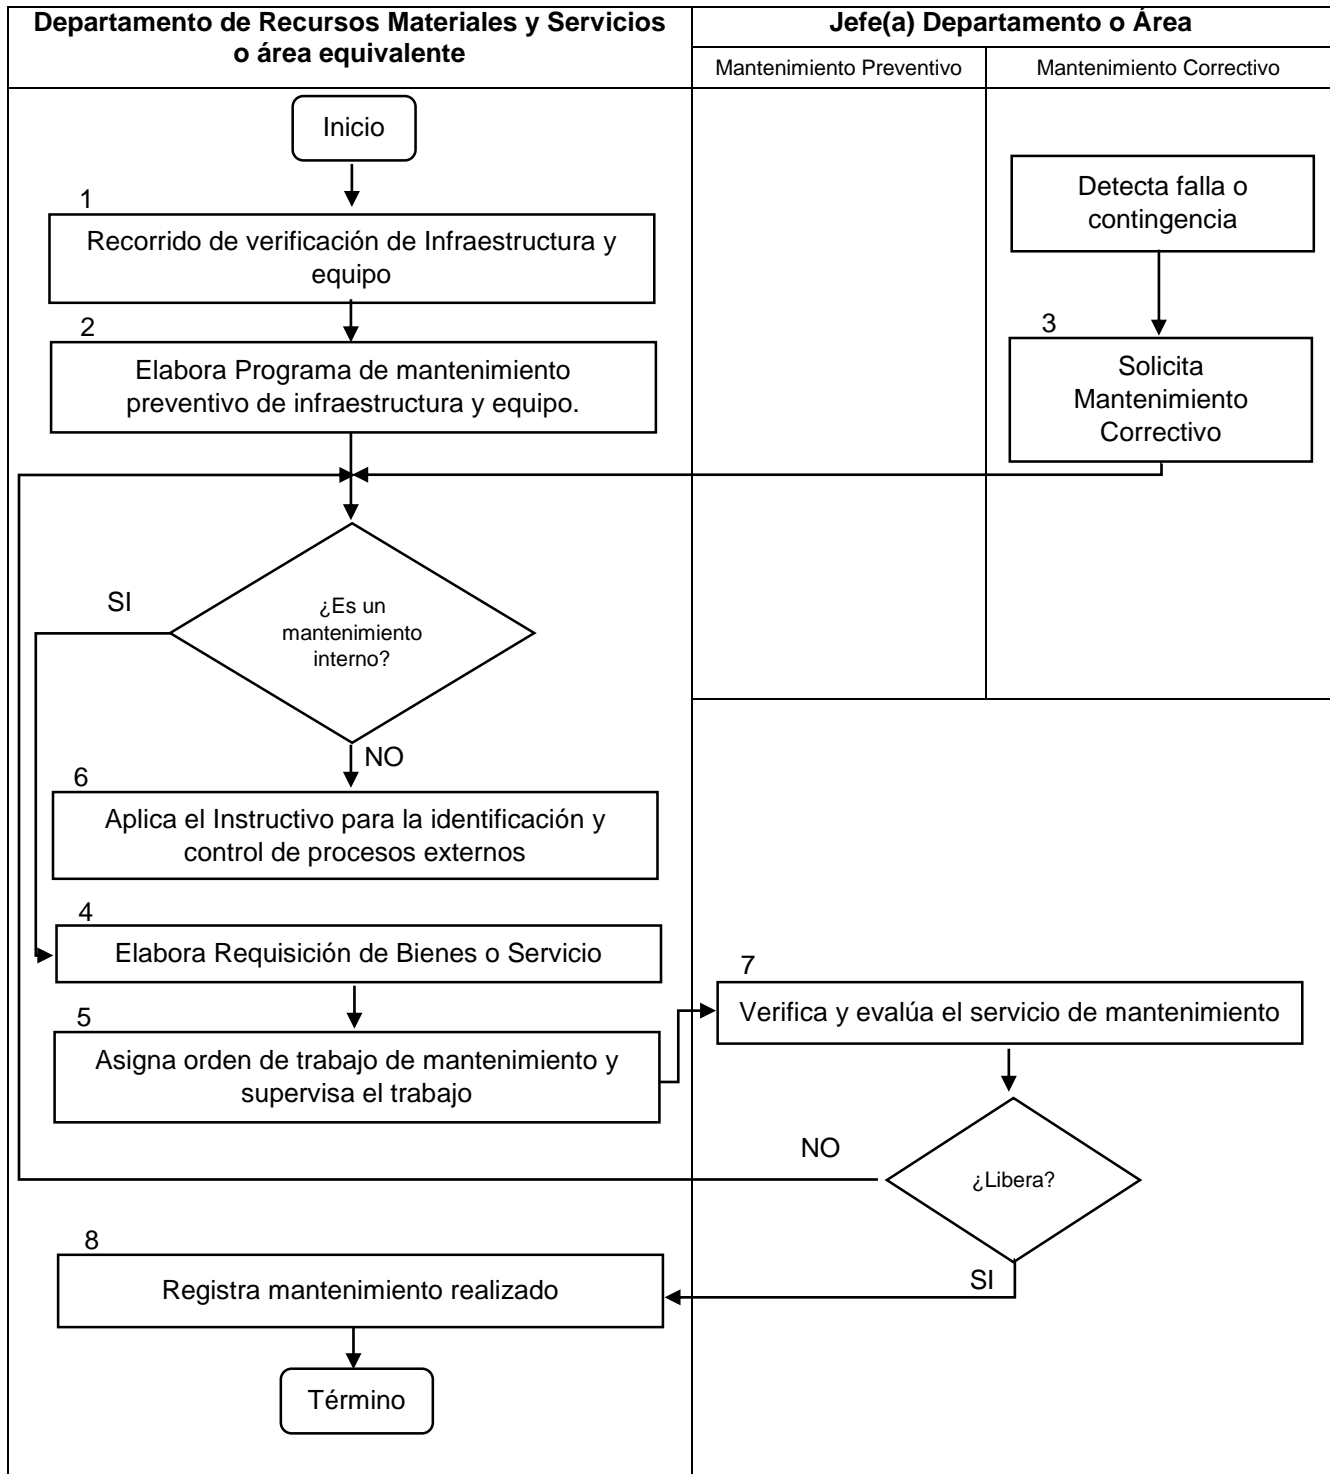 Departamento de Recursos Materiales y Servicios
o área equivalente
Jefe(a) Departamento o Área
Mantenimiento Preventivo
Mantenimiento Correctivo
Inicio
Detecta falla o
contingencia
1
Recorrido de verificación de Infraestructura y
equipo
2
Elabora Programa de mantenimiento
preventivo de infraestructura y equipo.
3
Solicita
Mantenimiento
Correctivo
SI
¿Es un
mantenimiento
interno?
NO
6
Aplica el Instructivo para la identificación y
control de procesos externos
4
Elabora Requisición de Bienes o Servicio
5
Asigna orden de trabajo de mantenimiento y
supervisa el trabajo
7
Verifica y evalúa el servicio de mantenimiento
NO
¿Libera?
SI
8
Registra mantenimiento realizado
Término